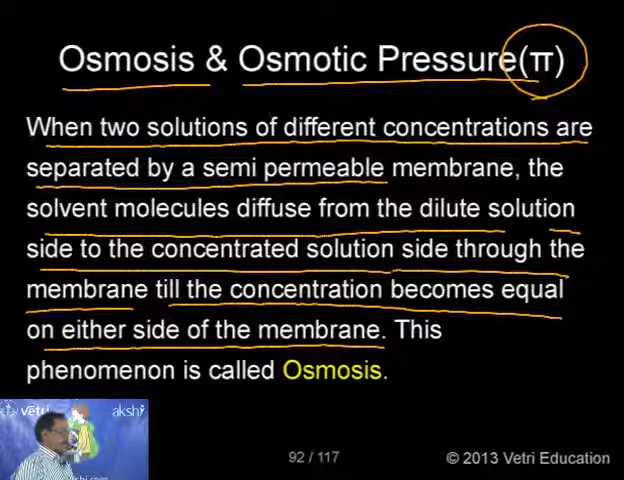 Osmosis & Osmotic Pressure(π)
When two solutions of different concentrations are
separated by a semi permeable membrane, the
solvent molecules diffuse from the dilute solution
side to the concentrated solution side through the
membrane till the concentration becomes equal
on either side of the membrane. This
phenomenon is called Osmosis.
vetri
akshi
92 / 117
© 2013 Vetri Education